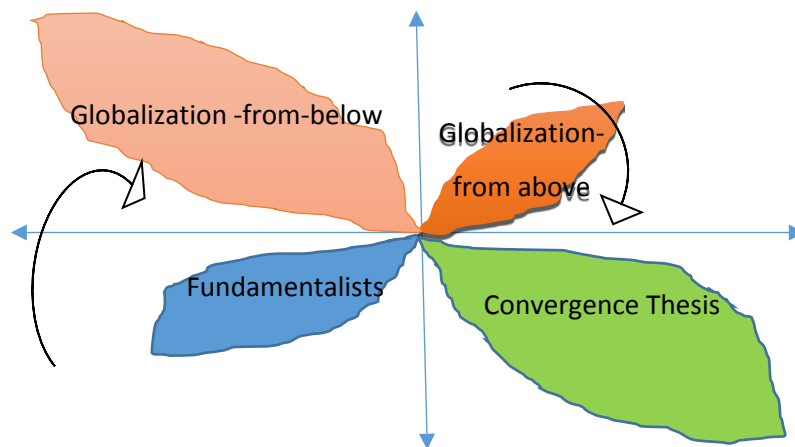 Globalization -from-below
Globalization-
from above
Fundamentalists
Convergence Thesis